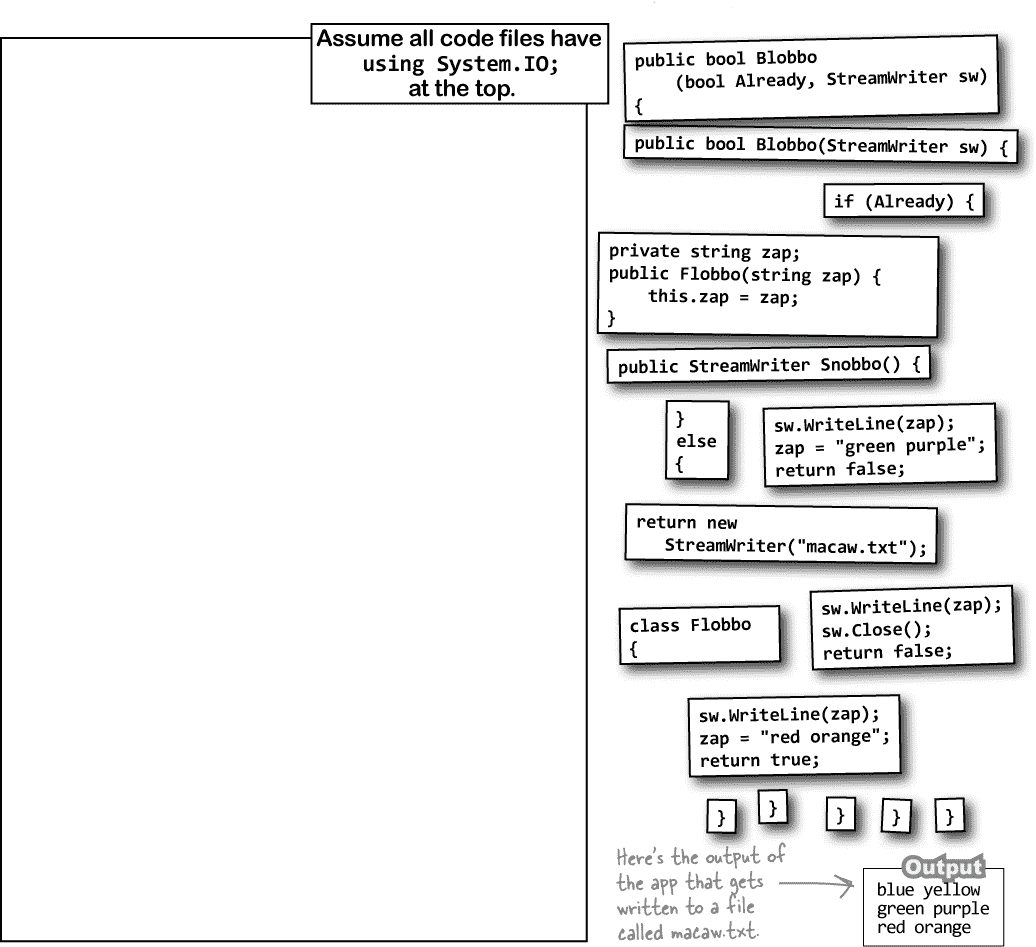 Assume all code files have
using System.IO;
at the top.
public bool Blobbo
(bool Already, StreamWriter sw)
{
public bool Blobbo(StreamWriter sw) {
if (Already) {
private string zap;
public Flobbo(string zap) {
this.zap = zap;
}
public StreamWriter Snobbo() {
}
else
{
sw.WriteLine(zap);
zap = "green purple";
return false;
return new
StreamWriter("macaw.txt");
class Flobbo
{
sw.WriteLine(zap);
sw.Close();
return false;
sw.WriteLine(zap);
zap = "red orange";
return true;
}
}
}
}
}
Here's the output of
the app that gets
written to a file
called macaw.txt.
Output
blue yellow
green purple
red orange